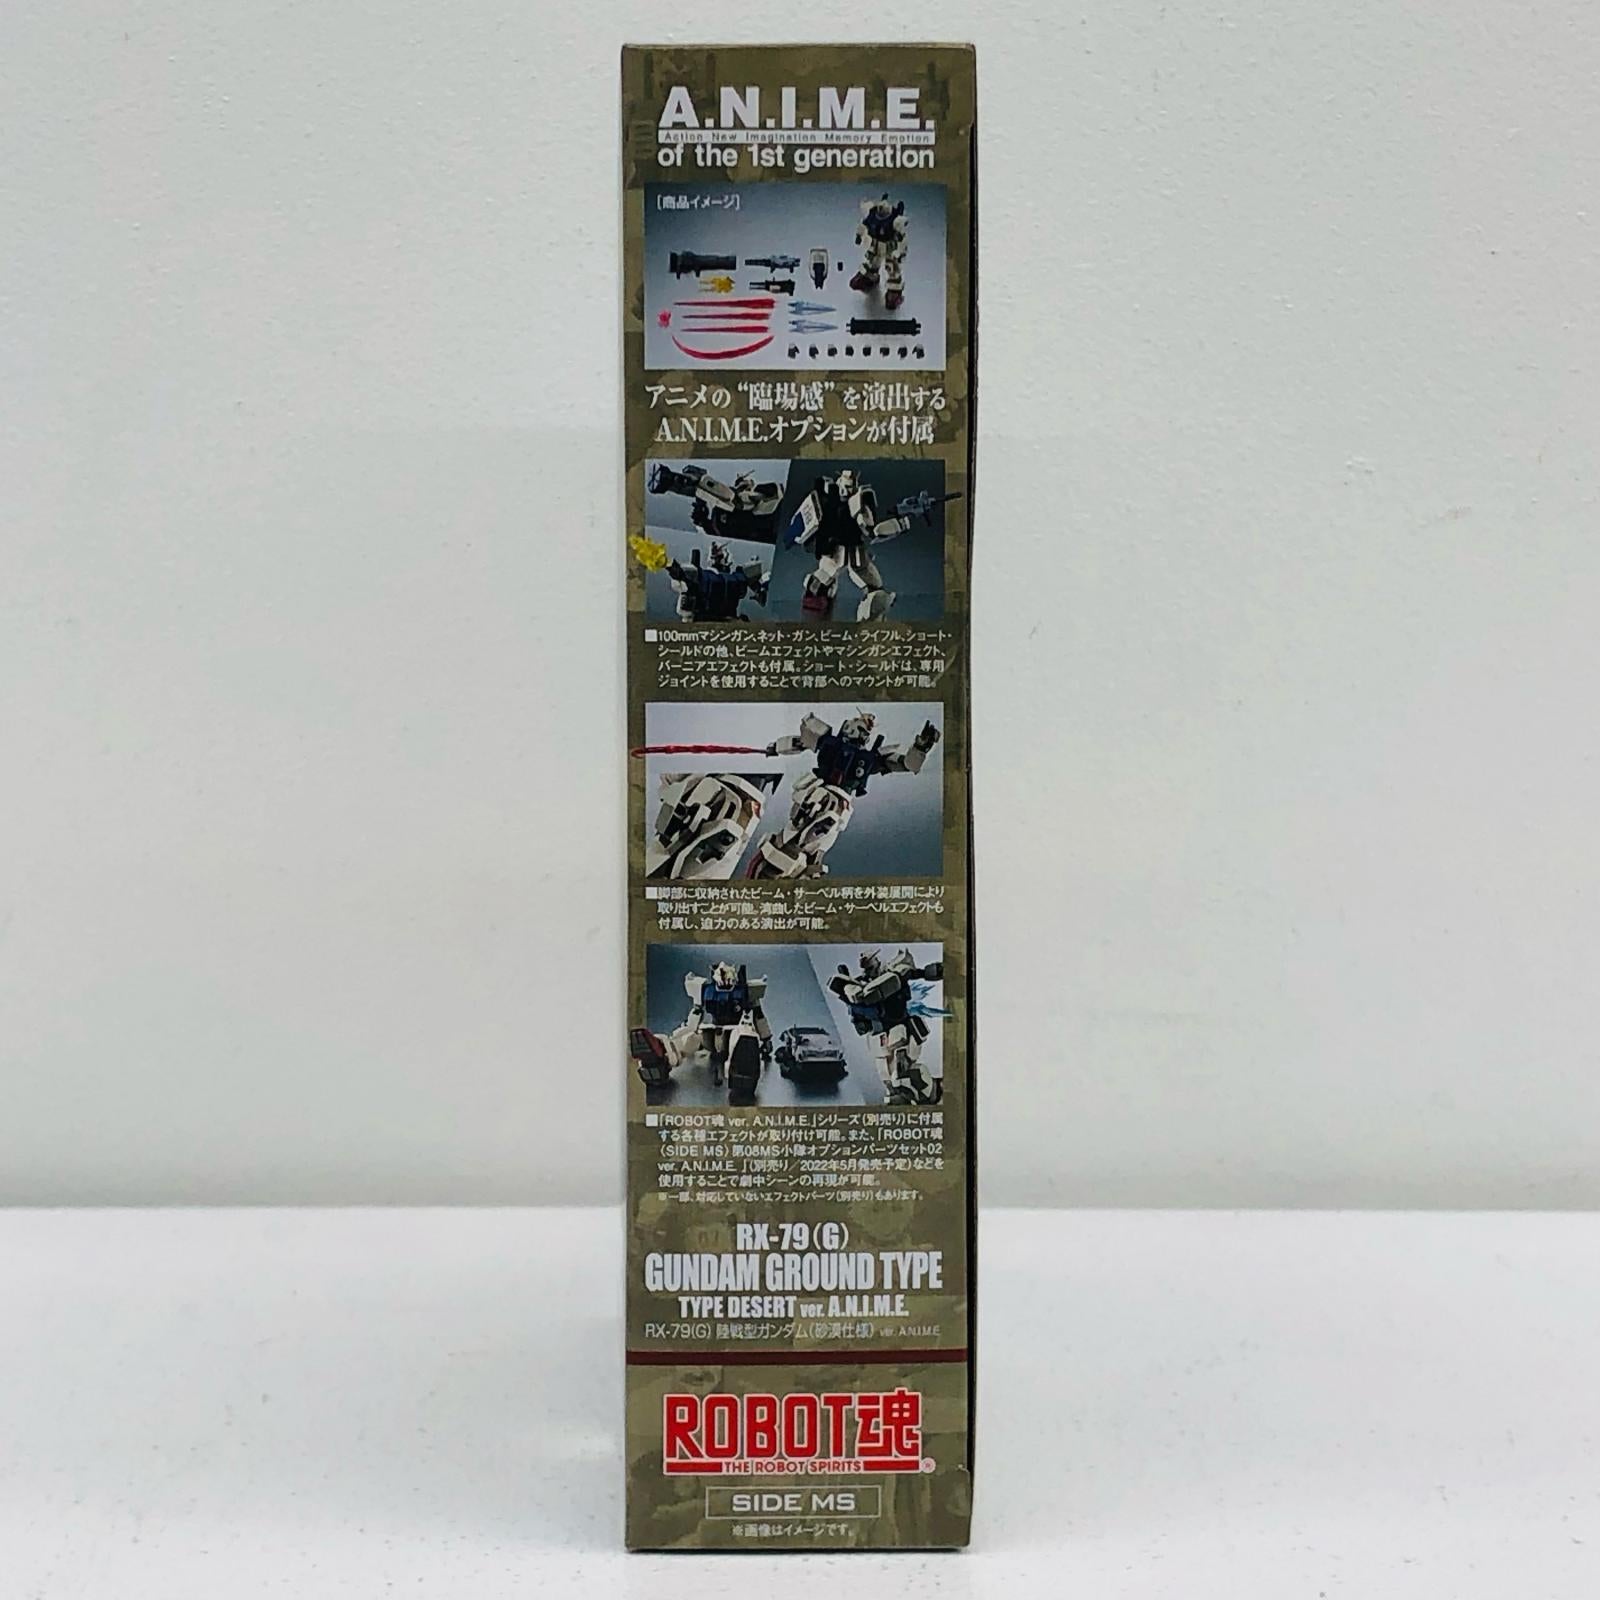 A.N.I.M.E.
Action・New Imagination・Memory・Emotion
of the 1st generation
[商品イメージ]
アニメの“臨場感”を演出する
A.N.I.M.E.オプションが付属
■100mmマシンガン、ネット・ガン、ビーム・ライフル、ショート・
シールドの他、ビームエフェクトやマシンガンエフェクト、
バーニアエフェクトも付属。ショート・シールドは、専用
ジョイントを使用することで背部へのマウントが可能。
■脚部に収納されたビーム・サーベル柄を外装展開により
取り出すことが可能。湾曲したビーム・サーベルエフェクトも
付属し、迫力のある演出が可能。
■「ROBOT魂 ver. A.N.I.M.E.」シリーズ(別売り)に付属
する各種エフェクトが取り付け可能。また、「ROBOT魂
〈SIDE MS〉第08MS小隊オプションパーツセット02
ver. A.N.I.M.E. 」(別売り／2022年5月発売予定)などを
使用することで劇中シーンの再現が可能。
※一部、対応していないエフェクトパーツ(別売り)もあります。
RX-79(G)
GUNDAM GROUND TYPE
TYPE DESERT ver. A.N.I.M.E.
RX-79(G) 陸戦型ガンダム(砂漠仕様) ver. A.N.I.M.E.
ROBOT魂
THE ROBOT SPIRITS ®
SIDE MS
※画像はイメージです。